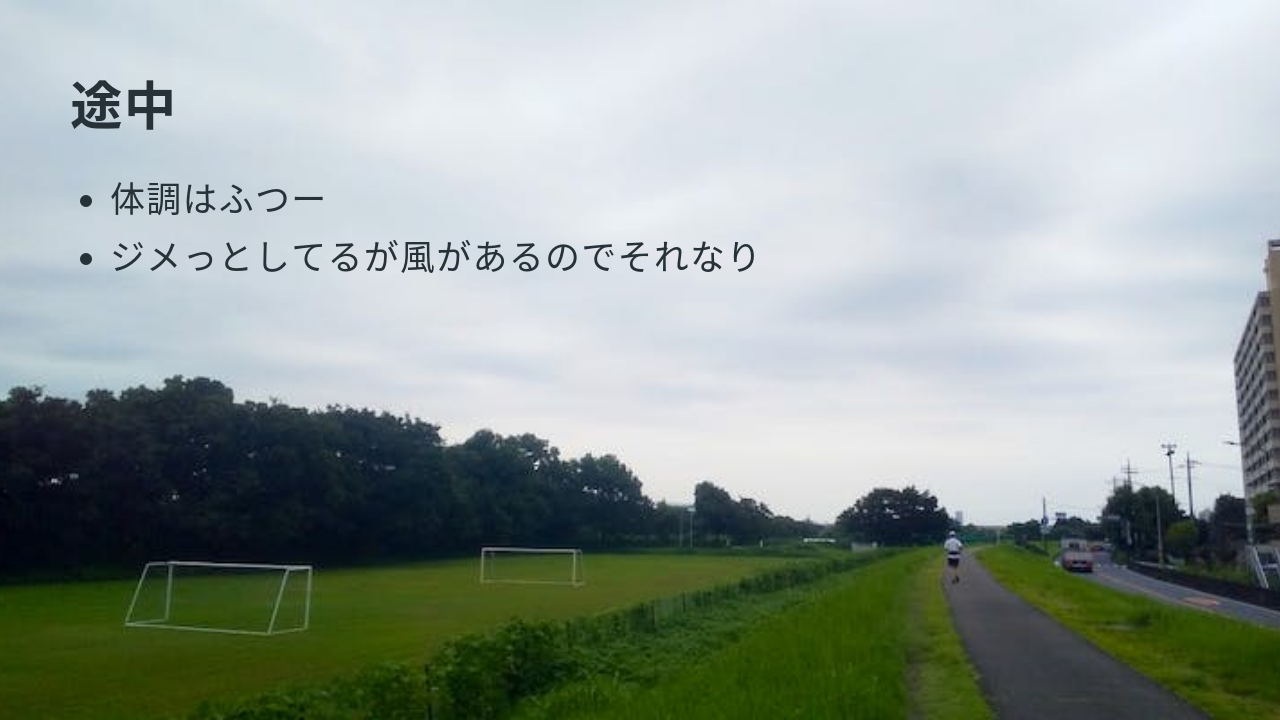 途中
体調はふつー
ジメっとしてるが風があるのでそれなり